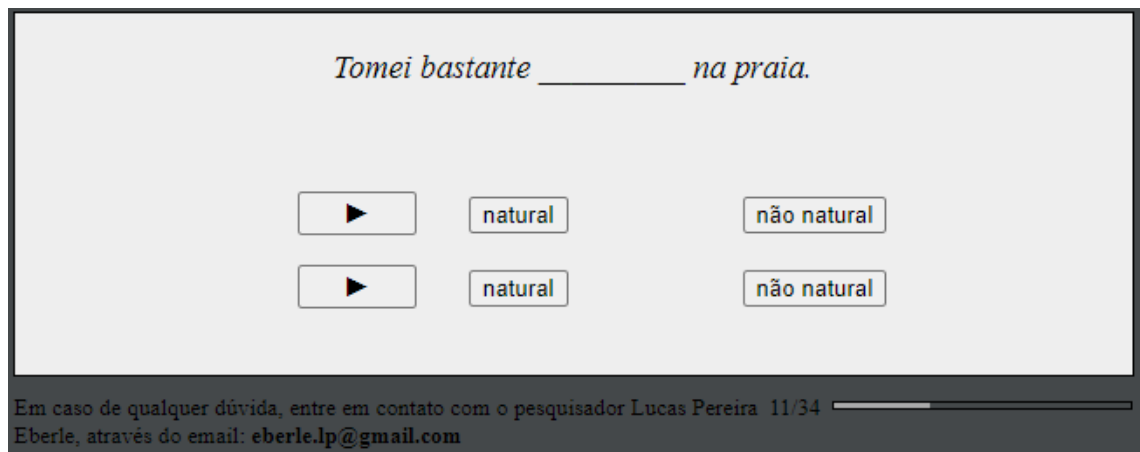 Tomei bastante _________ na praia.
▶ natural não natural
▶ natural não natural
Em caso de qualquer dúvida, entre em contato com o pesquisador Lucas Pereira 11/34
Eberle, através do email: eberle.lp@gmail.com